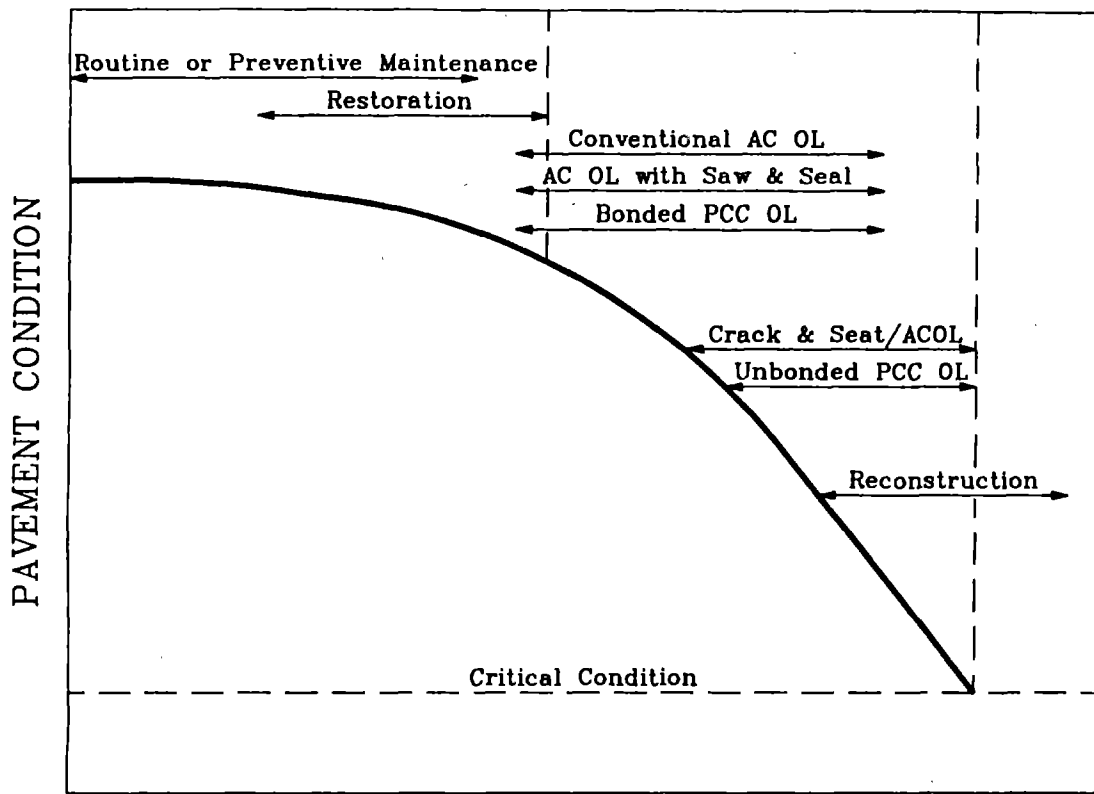 Routine or Preventive Maintenance
Restoration
Conventional AC OL
AC OL with Saw & Seal
Bonded PCC OL
PAVEMENT CONDITION
Crack & Seat/ACOL
Unbonded PCC OL
Reconstruction
Critical Condition